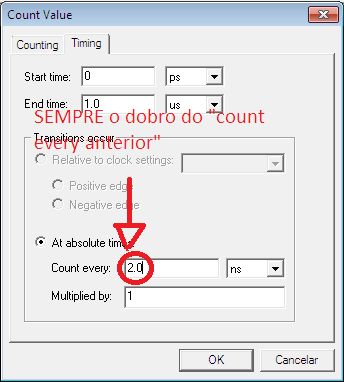 Count Value
Counting
Timing
Start time:
0
ps
End time:
1.0
us
SEMPRE o dobro do "count
every anterior"
Transitions occur
Relative to clock settings:
Positive edge
Negative edge
At absolute times:
Count every:
2.0
ns
Multiplied by:
1
OK
Cancelar